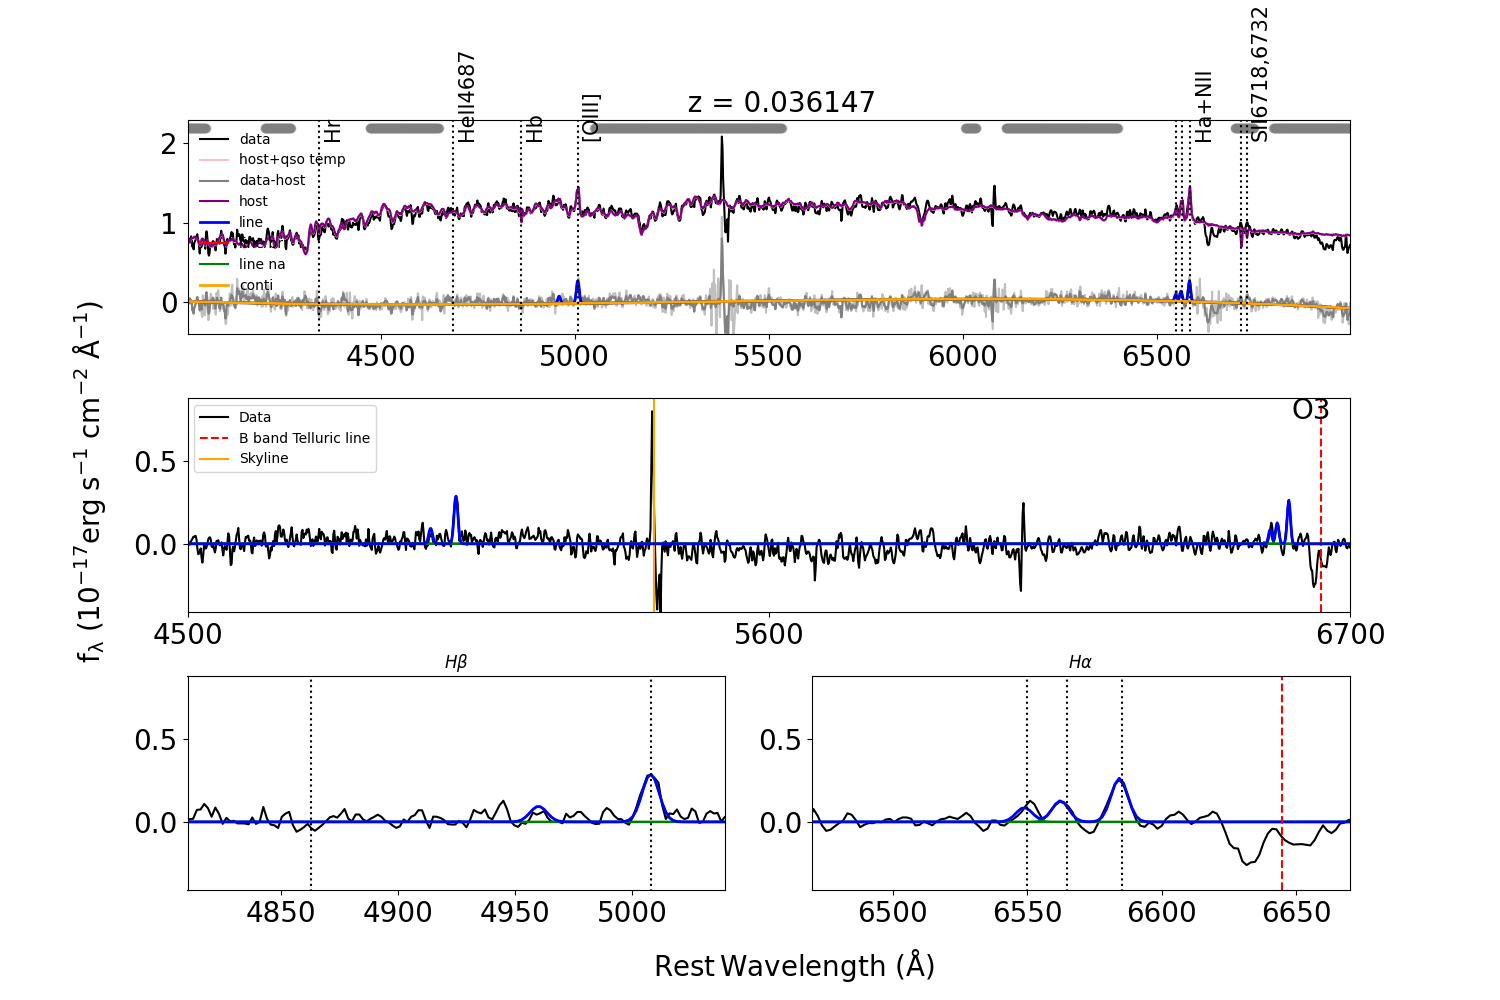 Hr
HeII4687
Hb
[OIII]
Ha+NII
SII6718,6732
z = 0.036147
data
host+qso temp
data-host
host
line
line na
conti
2
1
0
4500 5000 5500 6000 6500
fλ (10⁻¹⁷erg s⁻¹ cm⁻² Å⁻¹)
Data
B band Telluric line
Skyline
O3
0.5
0.0
4500 5600 6700
Hβ
0.5
0.0
4850 4900 4950 5000
Hα
0.5
0.0
6500 6550 6600 6650
Rest Wavelength (Å)